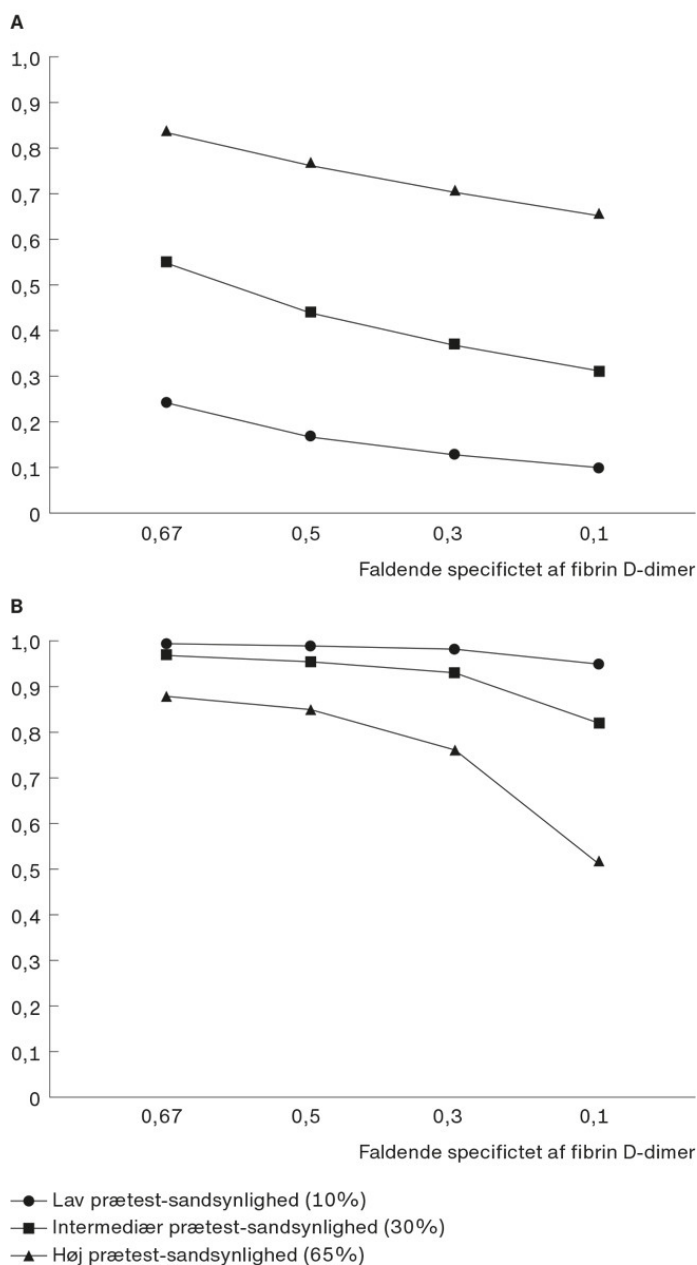 A
1,0
0,9
0,8
0,7
0,6
0,5
0,4
0,3
0,2
0,1
0
0,67 0,5 0,3 0,1
Faldende specifictet af fibrin D-dimer
B
1,0
0,9
0,8
0,7
0,6
0,5
0,4
0,3
0,2
0,1
0
0,67 0,5 0,3 0,1
Faldende specifictet af fibrin D-dimer
Lav prætest-sandsynlighed (10%)
Intermediær prætest-sandsynlighed (30%)
Høj prætest-sandsynlighed (65%)